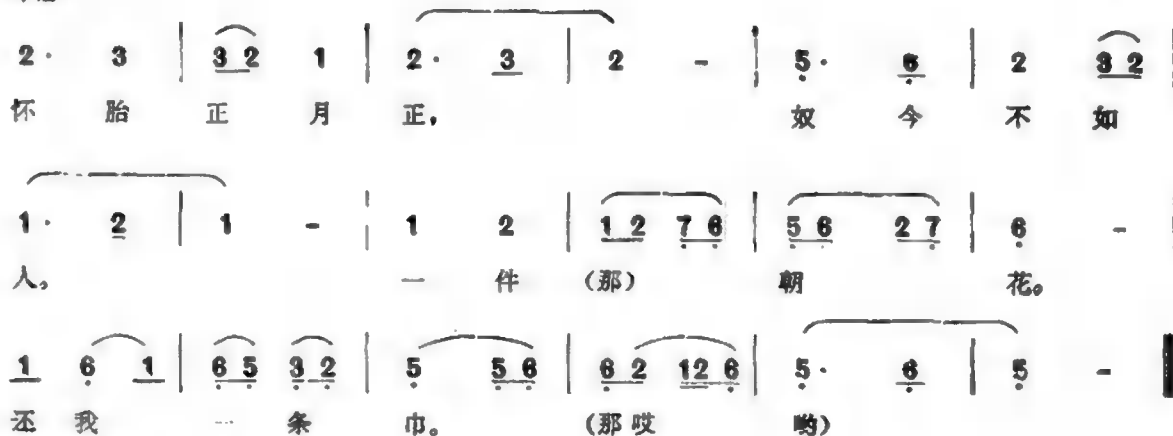 2· 3 | 3 2 1 | 2· 3 | 2 - | 5· 6 | 2 3 2
怀 胎 正 月 正， 奴 今 不 如
1· 2 | 1 - | 1 2 | 1 2 7 6 | 5 6 2 7 | 6 -
人。 一 件 （那） 朝 花。
1 6 1 | 6 5 3 2 | 5 5 6 | 6 2 12 6 | 5· 6 | 5 -
还 我 一 条 巾。 （那 哎 哟）